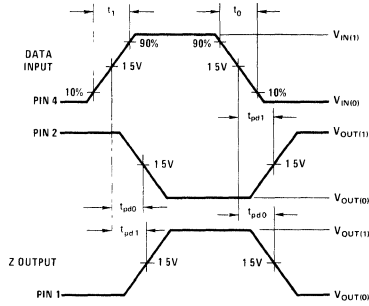 t1 t0
DATA INPUT 90% 90% VIN(1)
1 5V 1 5V
10% 10%
PIN 4 VIN(0)
tpd1
PIN 2 VOUT(1)
1 5V 1 5V
tpd0 VOUT(0)
tpd0
tpd1 VOUT(1)
Z OUTPUT 1 5V 1 5V
PIN 1 VOUT(0)